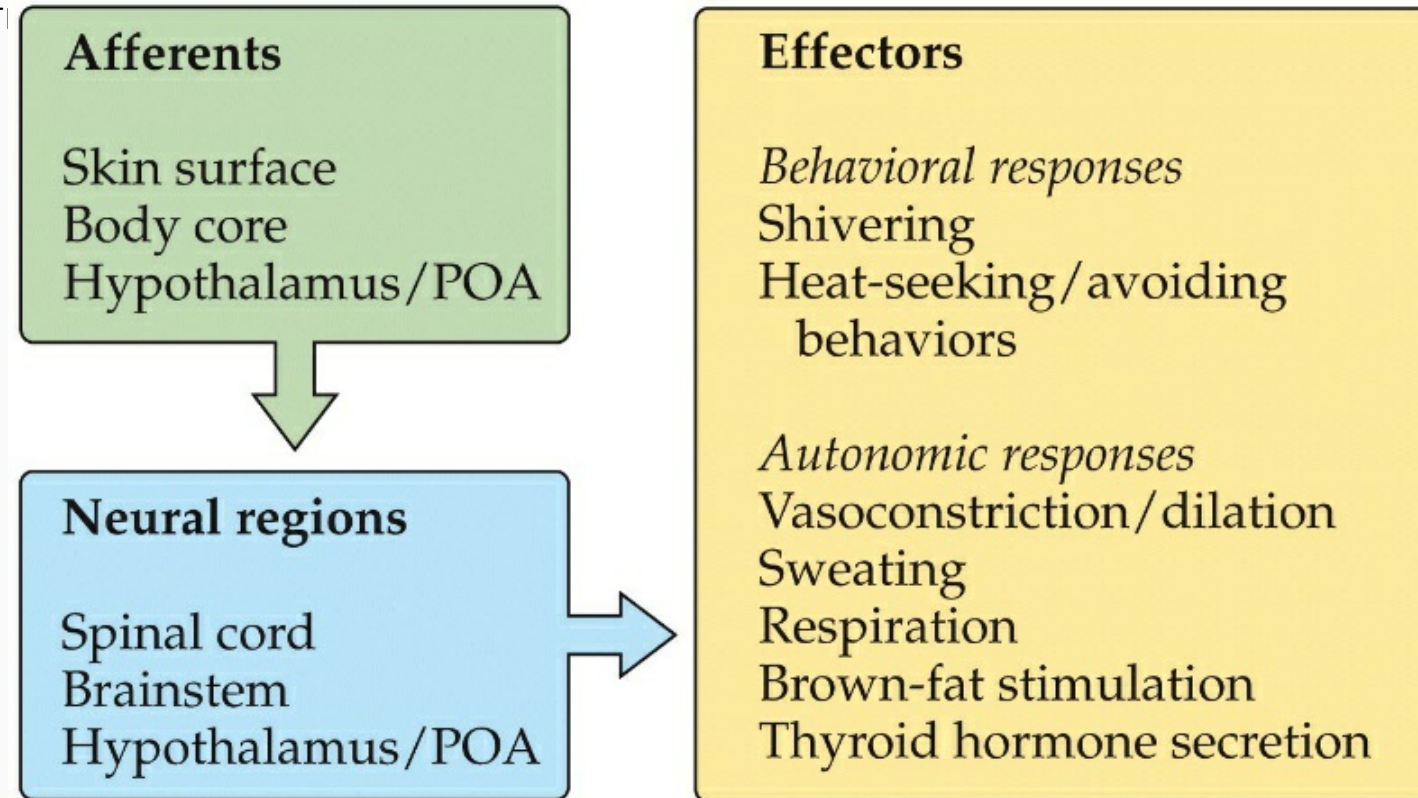 Afferents
Skin surface
Body core
Hypothalamus/POA
Neural regions
Spinal cord
Brainstem
Hypothalamus/POA
Effectors
Behavioral responses
Shivering
Heat-seeking/avoiding
behaviors
Autonomic responses
Vasoconstriction/dilation
Sweating
Respiration
Brown-fat stimulation
Thyroid hormone secretion